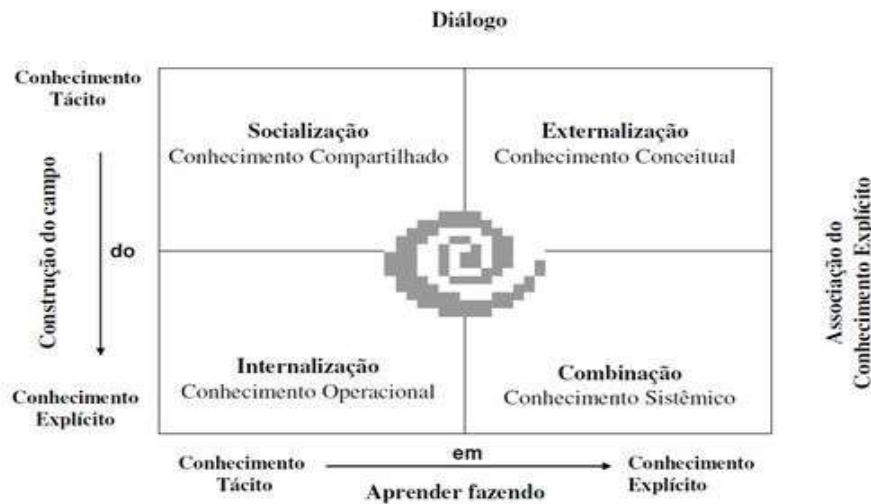 Diálogo
Conhecimento
Tácito
Socialização
Conhecimento Compartilhado
Externalização
Conhecimento Conceitual
Construção do campo
do
Associação do
Conhecimento Explícito
Internalização
Conhecimento Operacional
Combinação
Conhecimento Sistêmico
Conhecimento
Explícito
Conhecimento
Tácito
em
Conhecimento
Explícito
Aprender fazendo